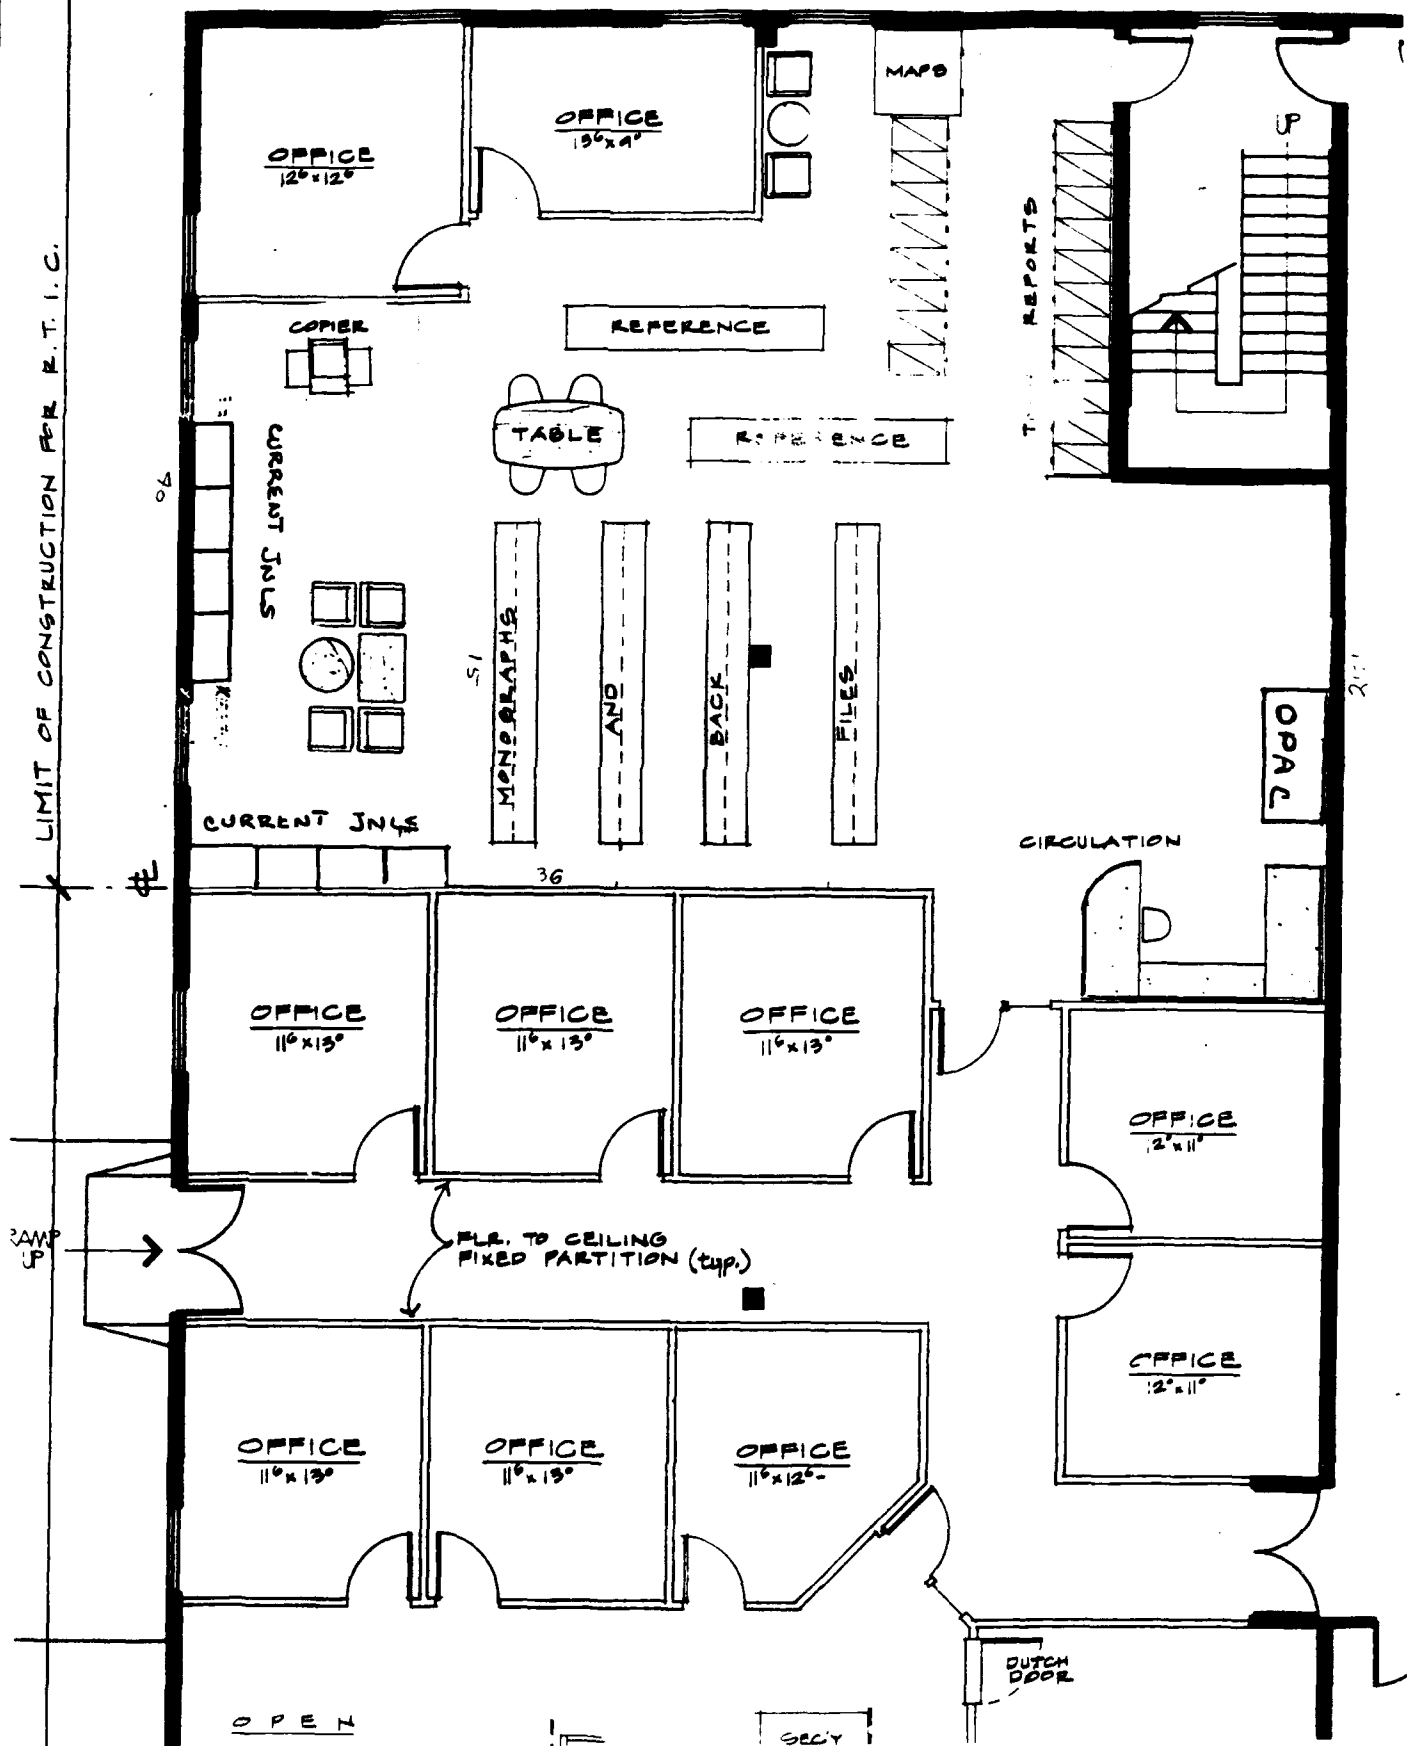 MAPS
OFFICE
13⁶ x 9⁰
OFFICE
12⁶ x 12⁶
UP
REPORTS
LIMIT OF CONSTRUCTION FOR R.T.I.C.
COPIER
REFERENCE
TABLE
REFERENCE
CURRENT JNLS
MONOGRAPHS
AND
BACK
FILES
51
OPAC
CURRENT JNLS
CIRCULATION
36
OFFICE
11⁶ x 13⁰
OFFICE
11⁶ x 13⁰
OFFICE
11⁶ x 13⁰
OFFICE
12⁰ x 11⁰
RAMP
UP
FLR. TO CEILING
FIXED PARTITION (typ.)
OFFICE
12⁰ x 11⁰
OFFICE
11⁶ x 13⁰
OFFICE
11⁶ x 13⁰
OFFICE
11⁶ x 12⁶
DUTCH
DOOR
OPEN
SEC'Y